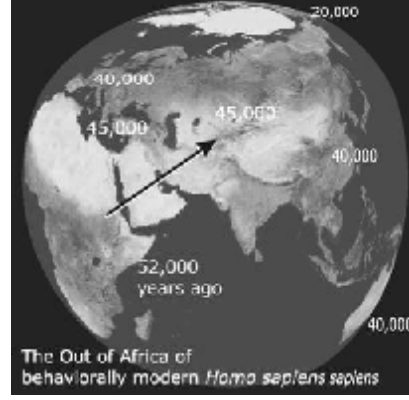 20,000
40,000
45,000
45,000
40,000
52,000
years ago
40,000
The Out of Africa of
behaviorally modern Homo sapiens sapiens